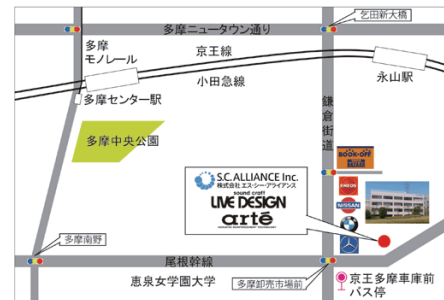 乞田新大橋
多摩ニュータウン通り
多摩
モノレール
京王線
小田急線
永山駅
多摩センター駅
鎌倉街道
多摩中央公園
BOOK-OFF
S.C.ALLIANCE Inc.
株式会社 エス・シー・アライアンス
sound craft
LIVE DESIGN
arté
ENEOS
NISSAN
多摩南野
尾根幹線
恵泉女学園大学
多摩卸売市場前
京王多摩車庫前
バス停